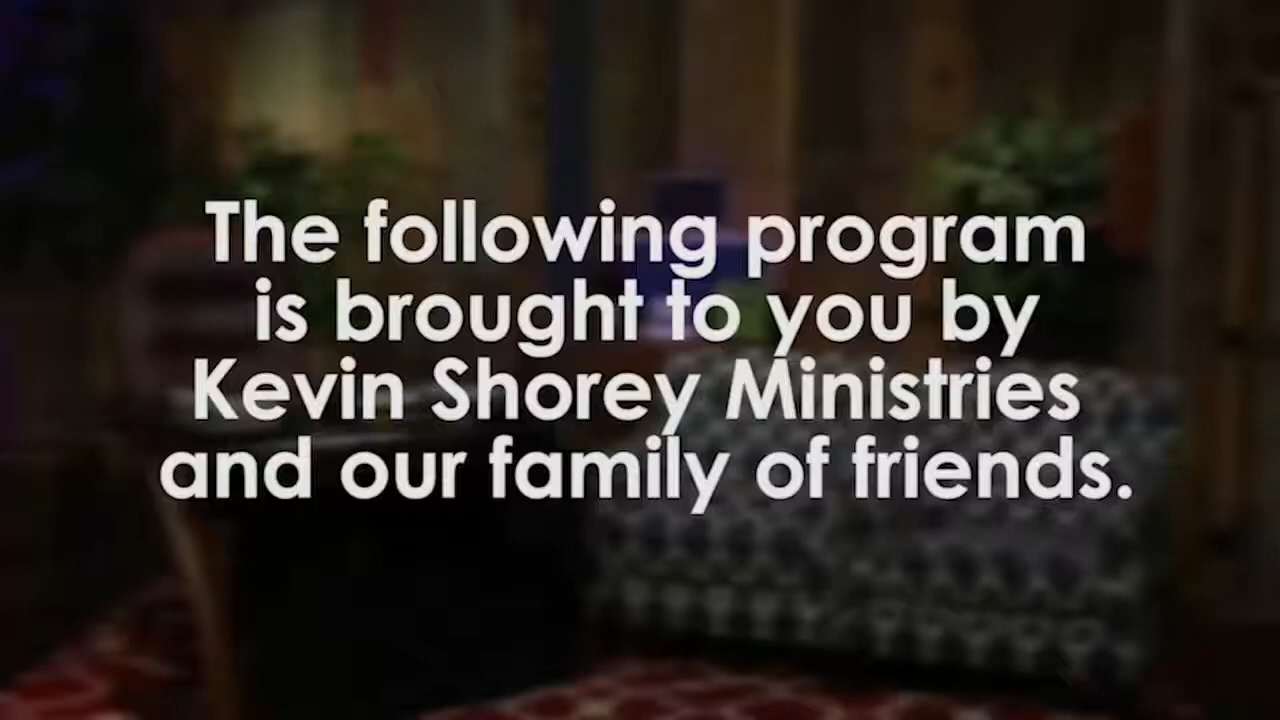 The following program
is brought to you by
Kevin Shorey Ministries
and our family of friends.